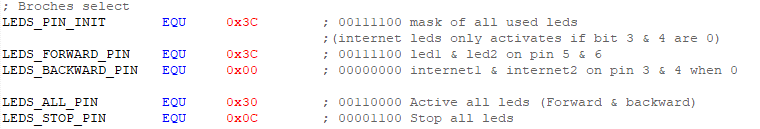 ; Broches select
LEDS_PIN_INIT EQU 0x3C ; 00111100 mask of all used leds
;(internet leds only activates if bit 3 & 4 are 0)
LEDS_FORWARD_PIN EQU 0x3C ; 00111100 led1 & led2 on pin 5 & 6
LEDS_BACKWARD_PIN EQU 0x00 ; 00000000 internet1 & internet2 on pin 3 & 4 when 0
LEDS_ALL_PIN EQU 0x30 ; 00110000 Active all leds (Forward & backward)
LEDS_STOP_PIN EQU 0x0C ; 00001100 Stop all leds